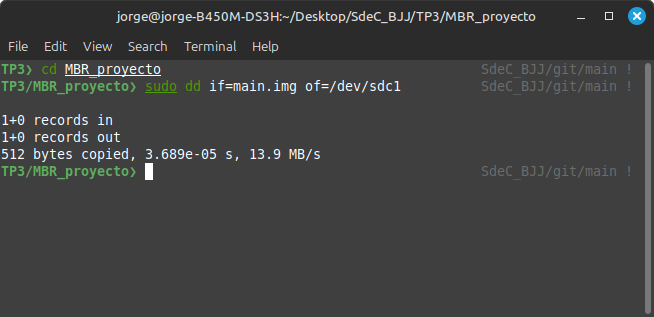 jorge@jorge-B450M-DS3H:~/Desktop/SdeC_BJJ/TP3/MBR_proyecto
File Edit View Search Terminal Help
TP3❯ cd MBR_proyecto SdeC_BJJ/git/main !
TP3/MBR_proyecto❯ sudo dd if=main.img of=/dev/sdc1 SdeC_BJJ/git/main !
1+0 records in
1+0 records out
512 bytes copied, 3.689e-05 s, 13.9 MB/s
TP3/MBR_proyecto❯ SdeC_BJJ/git/main !